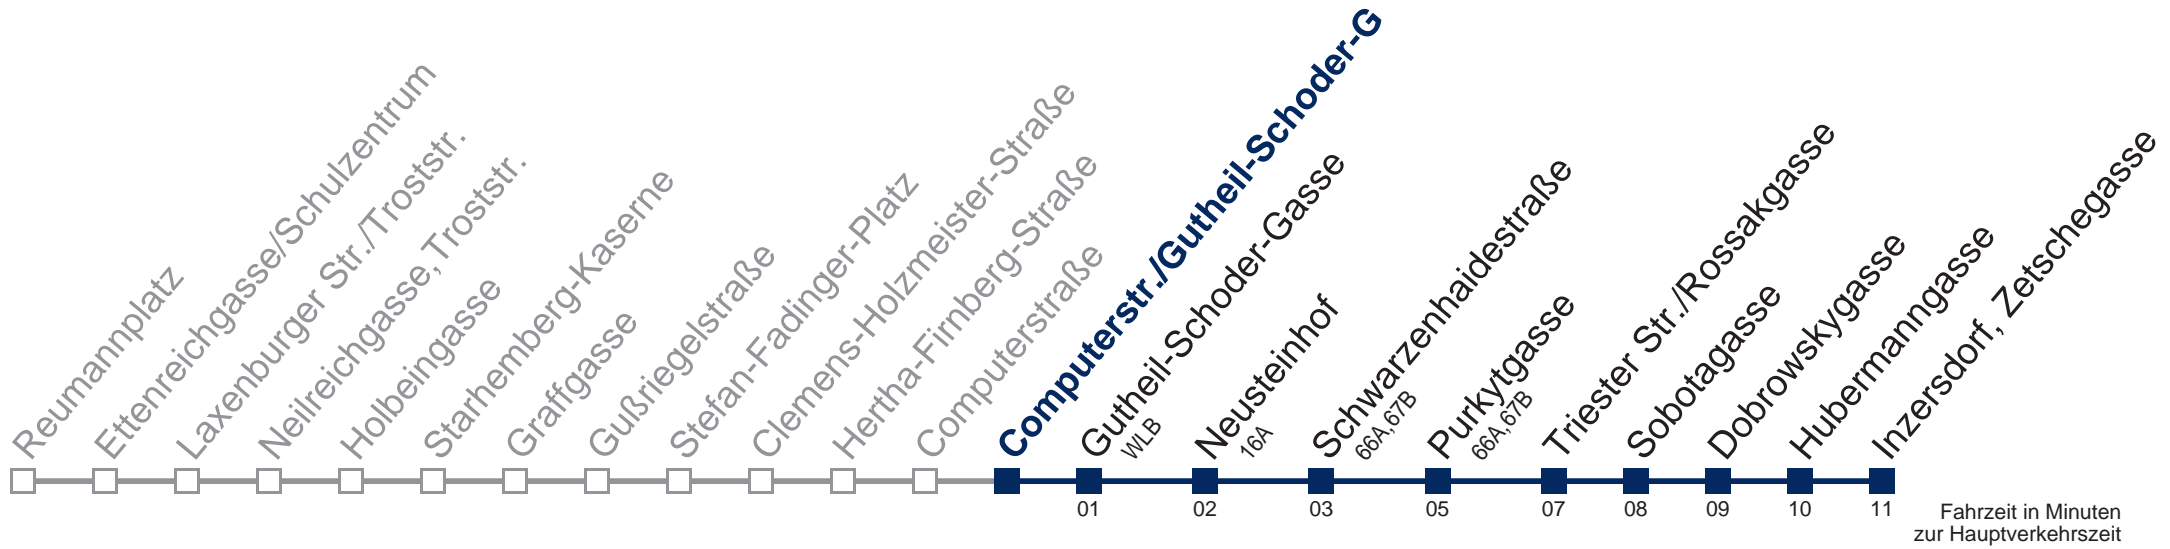 Reumannplatz
Ettenreichgasse/Schulzentrum
Laxenburger Str./Troststr.
Neilreichgasse, Troststr.
Holbeingasse
Starhemberg-Kaserne
Graffgasse
Gußriegelstraße
Stefan-Fadinger-Platz
Clemens-Holzmeister-Straße
Hertha-Firnberg-Straße
Computerstraße
Computerstr./Gutheil-Schoder-G
Gutheil-Schoder-Gasse
WLB
Neusteinhof
16A
Schwarzenhaidestraße
66A,67B
Purkytgasse
66A,67B
Triester Str./Rossakgasse
Sobotagasse
Dobrowskygasse
Hubermanngasse
Inzersdorf, Zetschegasse
01 02 03 05 07 08 09 10 11
Fahrzeit in Minuten
zur Hauptverkehrszeit